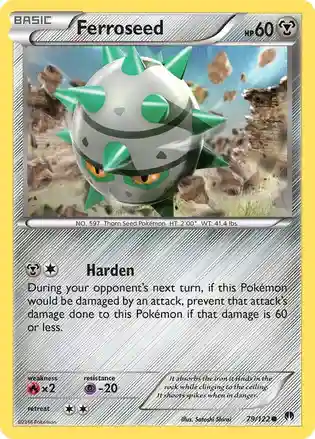 BASIC
Ferroseed
HP60
NO. 597 Thorn Seed Pokémon HT: 2'00" WT: 41.4 lbs.
Harden
During your opponent's next turn, if this Pokémon
would be damaged by an attack, prevent that attack's
damage done to this Pokémon if that damage is 60
or less.
weakness
×2
resistance
-20
retreat
It absorbs the iron it finds in the
rock while clinging to the ceiling.
It shoots spikes when in danger.
Illus. Satoshi Shirai
79/122
©2016 Pokémon